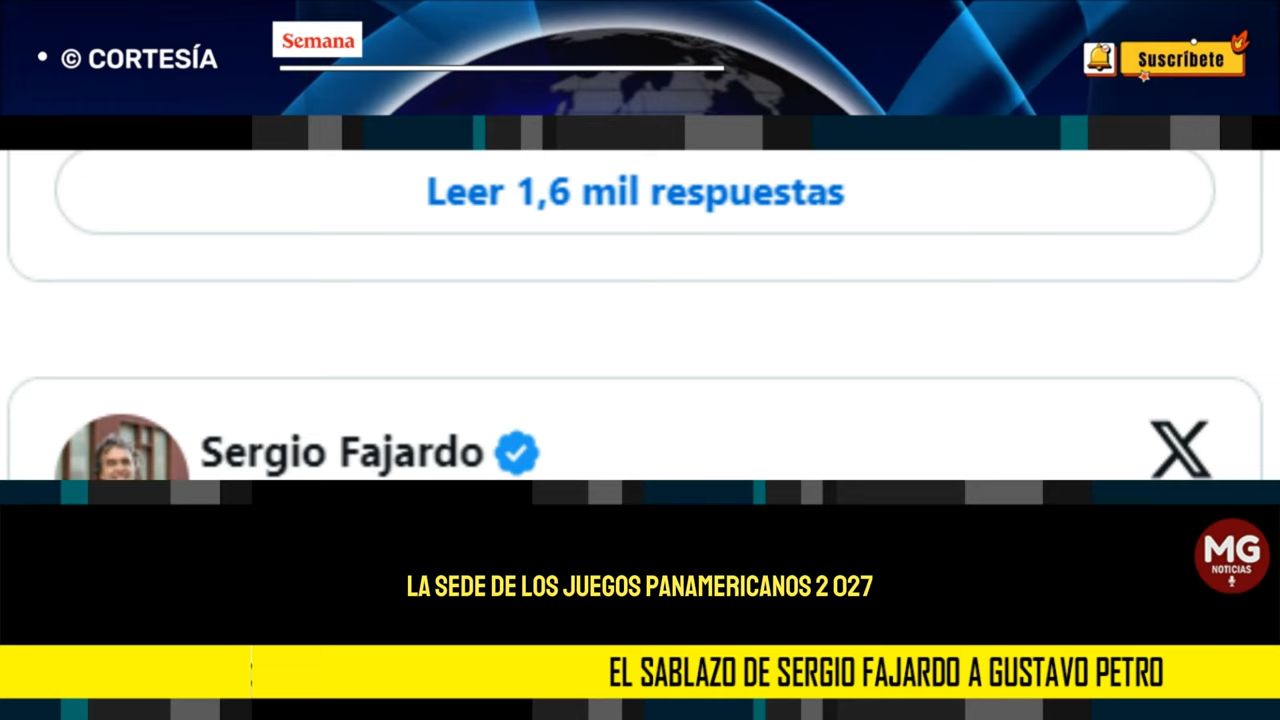 • © CORTESÍA
Semana
Suscríbete
Leer 1,6 mil respuestas
Sergio Fajardo
LA SEDE DE LOS JUEGOS PANAMERICANOS 2 027
MG
NOTICIAS
EL SABLAZO DE SERGIO FAJARDO A GUSTAVO PETRO